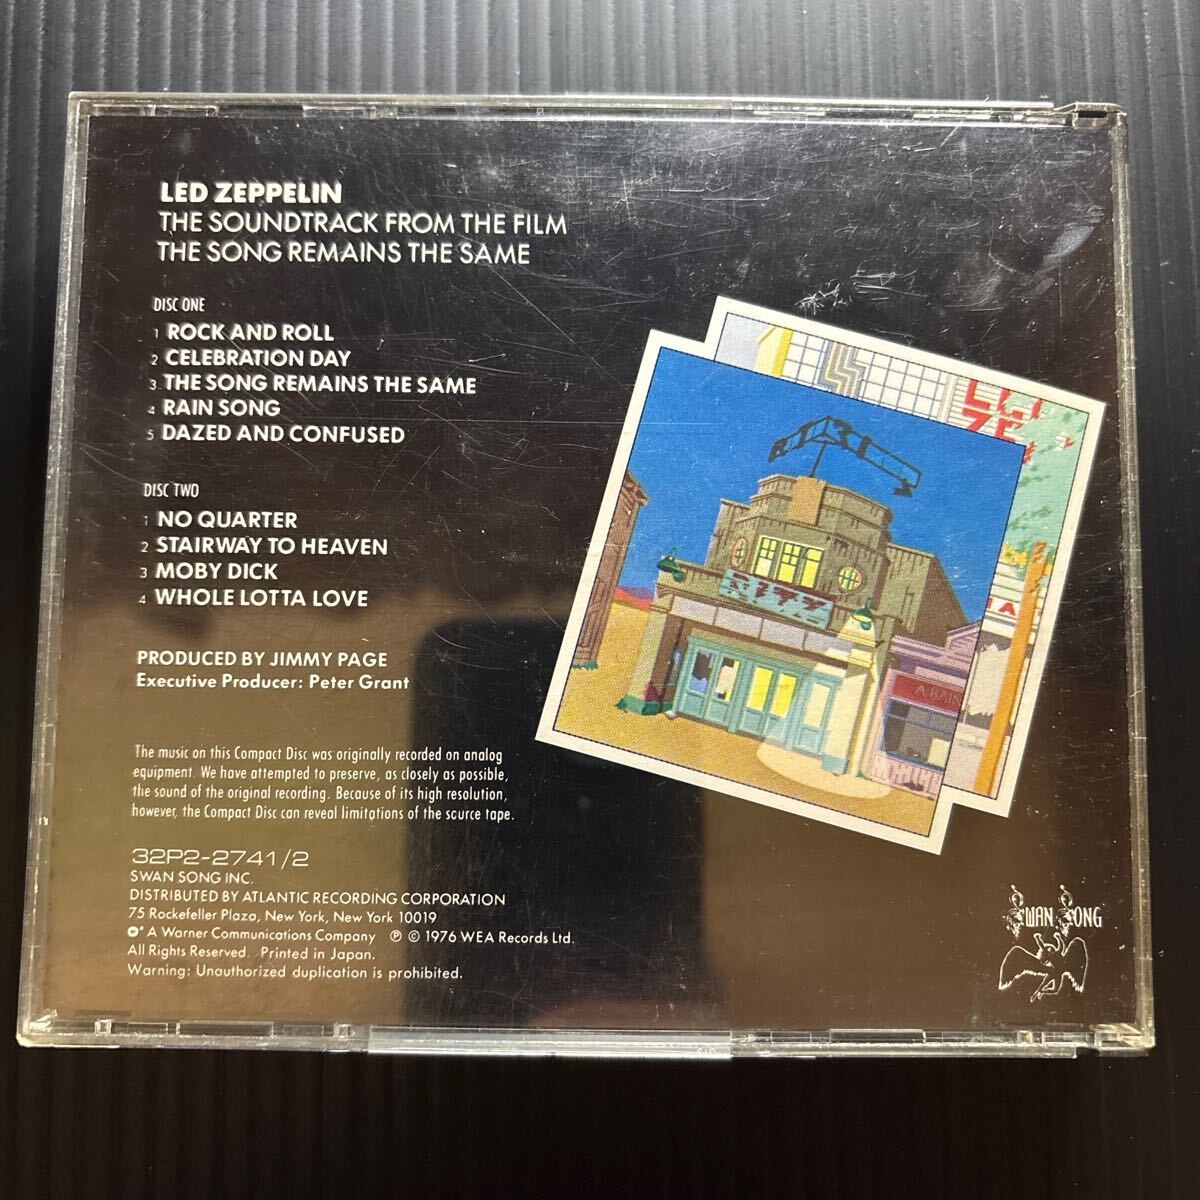 LED ZEPPELIN
THE SOUNDTRACK FROM THE FILM
THE SONG REMAINS THE SAME
DISC ONE
1 ROCK AND ROLL
2 CELEBRATION DAY
3 THE SONG REMAINS THE SAME
4 RAIN SONG
5 DAZED AND CONFUSED
DISC TWO
1 NO QUARTER
2 STAIRWAY TO HEAVEN
3 MOBY DICK
4 WHOLE LOTTA LOVE
PRODUCED BY JIMMY PAGE
Executive Producer: Peter Grant
The music on this Compact Disc was originally recorded on analog
equipment. We have attempted to preserve, as closely as possible,
the sound of the original recording. Because of its high resolution,
however, the Compact Disc can reveal limitations of the source tape.
32P2-2741/2
SWAN SONG INC.
DISTRIBUTED BY ATLANTIC RECORDING CORPORATION
75 Rockefeller Plaza, New York, New York 10019
A Warner Communications Company ℗ © 1976 WEA Records Ltd.
All Rights Reserved. Printed in Japan.
Warning: Unauthorized duplication is prohibited.
SWAN SONG